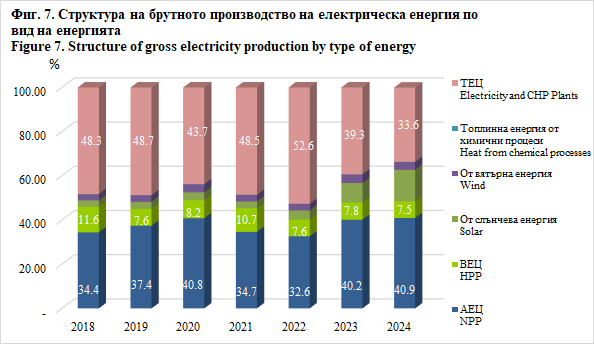 Фиг. 7. Структура на брутното производство на електрическа енергия по
вид на енергията
Figure 7. Structure of gross electricity production by type of energy
%
100.00
80.00
60.00
40.00
20.00
-
48.3
48.7
43.7
48.5
52.6
39.3
33.6
11.6
7.6
8.2
10.7
7.6
7.8
7.5
34.4
37.4
40.8
34.7
32.6
40.2
40.9
2018
2019
2020
2021
2022
2023
2024
ТЕЦ
Electricity and CHP Plants
Топлинна енергия от
химични процеси
Heat from chemical processes
От вятърна енергия
Wind
От слънчева енергия
Solar
ВЕЦ
HPP
АЕЦ
NPP